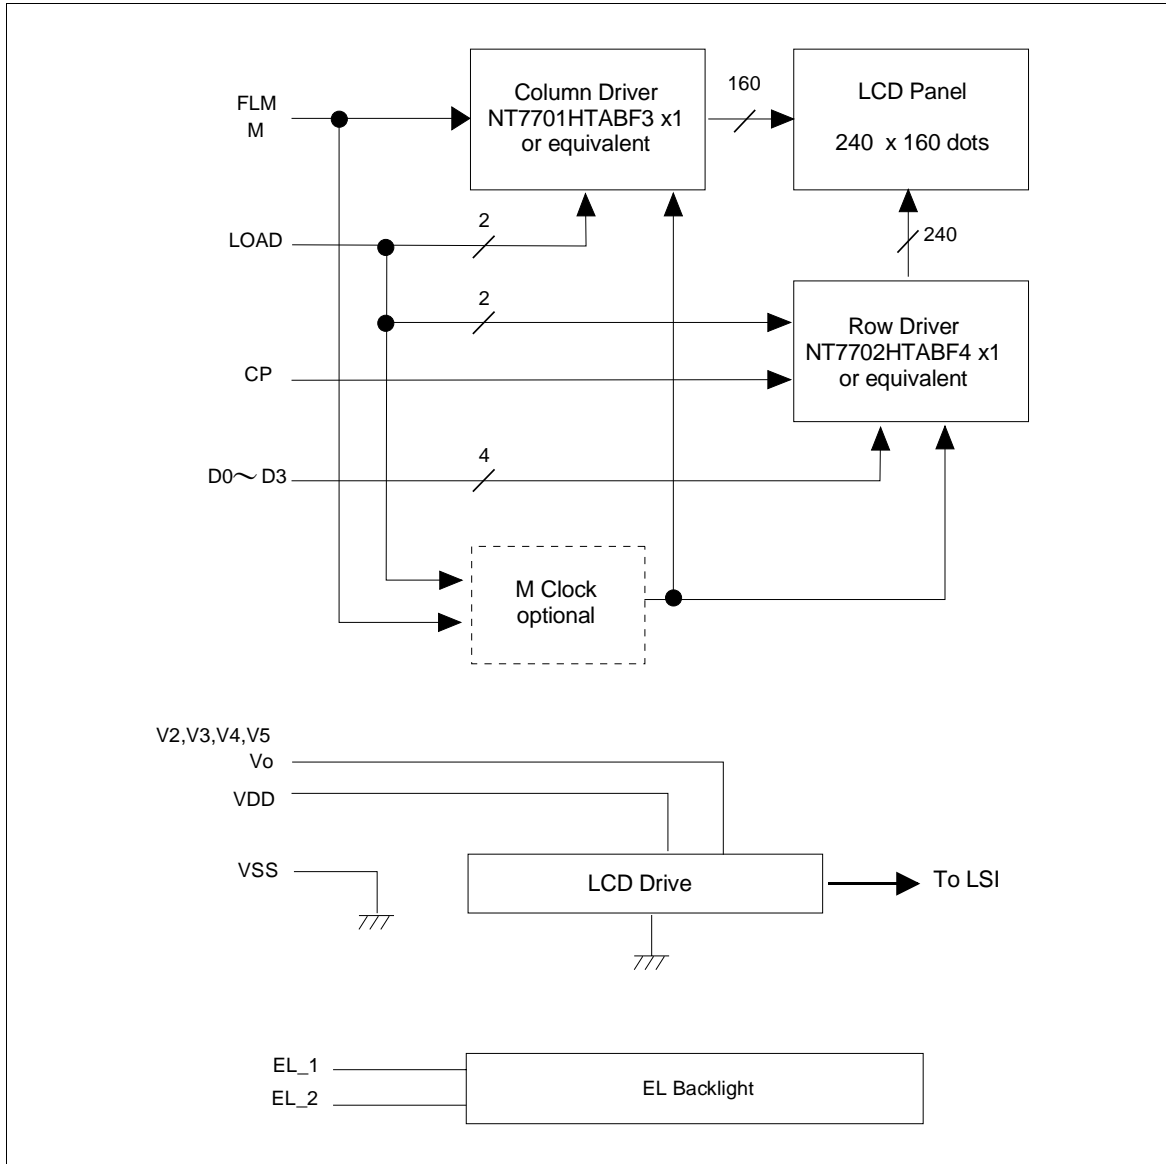 FLM
M
Column Driver
NT7701HTABF3 x1
or equivalent
160
LCD Panel
240 x 160 dots
LOAD
2
240
2
Row Driver
NT7702HTABF4 x1
or equivalent
CP
D0～D3
4
M Clock
optional
V2,V3,V4,V5
Vo
VDD
VSS
LCD Drive
To LSI
EL_1
EL_2
EL Backlight